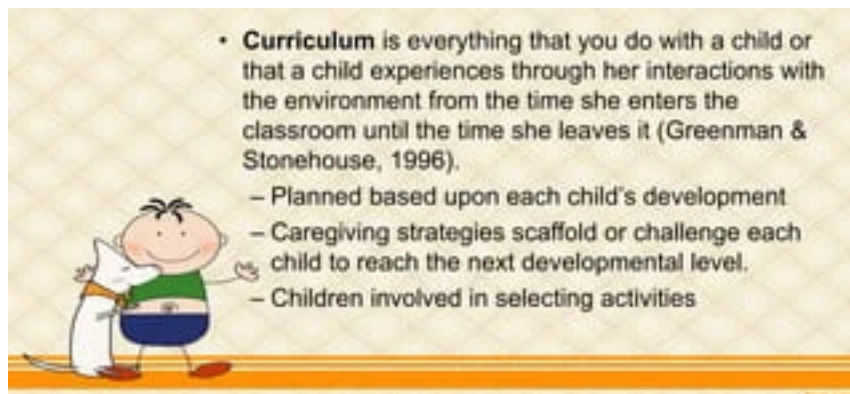 • Curriculum is everything that you do with a child or
that a child experiences through her interactions with
the environment from the time she enters the
classroom until the time she leaves it (Greenman &
Stonehouse, 1996).
– Planned based upon each child's development
– Caregiving strategies scaffold or challenge each
child to reach the next developmental level.
– Children involved in selecting activities